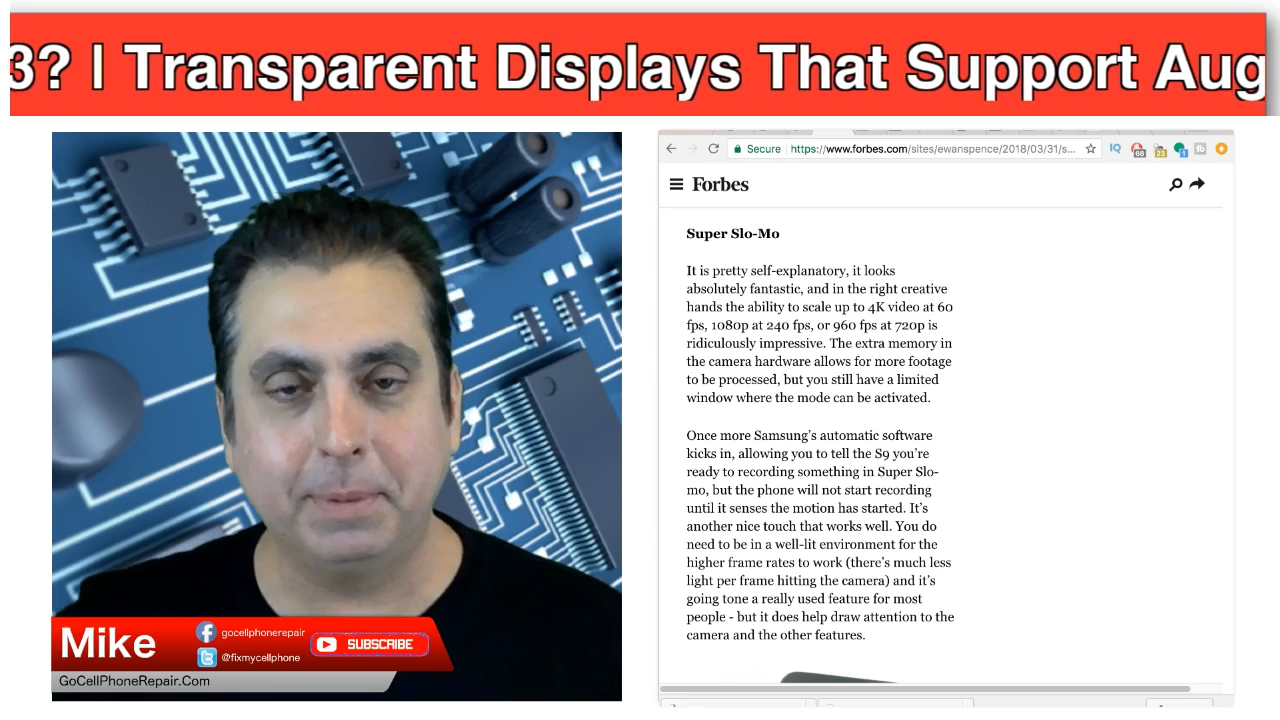 3? | Transparent Displays That Support Aug
Secure | https://www.forbes.com/sites/ewanspence/2018/03/31/s...
IQ
68
23
1
Forbes
Super Slo-Mo
It is pretty self-explanatory, it looks
absolutely fantastic, and in the right creative
hands the ability to scale up to 4K video at 60
fps, 1080p at 240 fps, or 960 fps at 720p is
ridiculously impressive. The extra memory in
the camera hardware allows for more footage
to be processed, but you still have a limited
window where the mode can be activated.
Once more Samsung's automatic software
kicks in, allowing you to tell the S9 you're
ready to recording something in Super Slo-
mo, but the phone will not start recording
until it senses the motion has started. It's
another nice touch that works well. You do
need to be in a well-lit environment for the
higher frame rates to work (there's much less
light per frame hitting the camera) and it's
going tone a really used feature for most
people - but it does help draw attention to the
camera and the other features.
Mike
gocellphonerepair
@fixmycellphone
SUBSCRIBE
GoCellPhoneRepair.Com